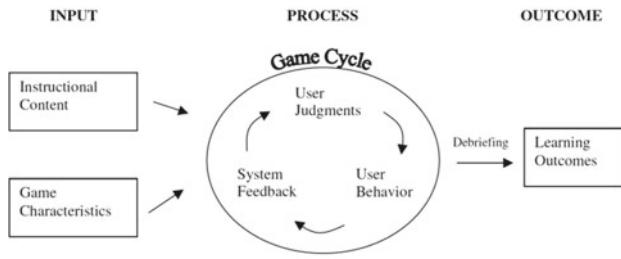 INPUT PROCESS OUTCOME
Game Cycle
Instructional
Content
User
Judgments
System
Feedback
User
Behavior
Debriefing
Learning
Outcomes
Game
Characteristics